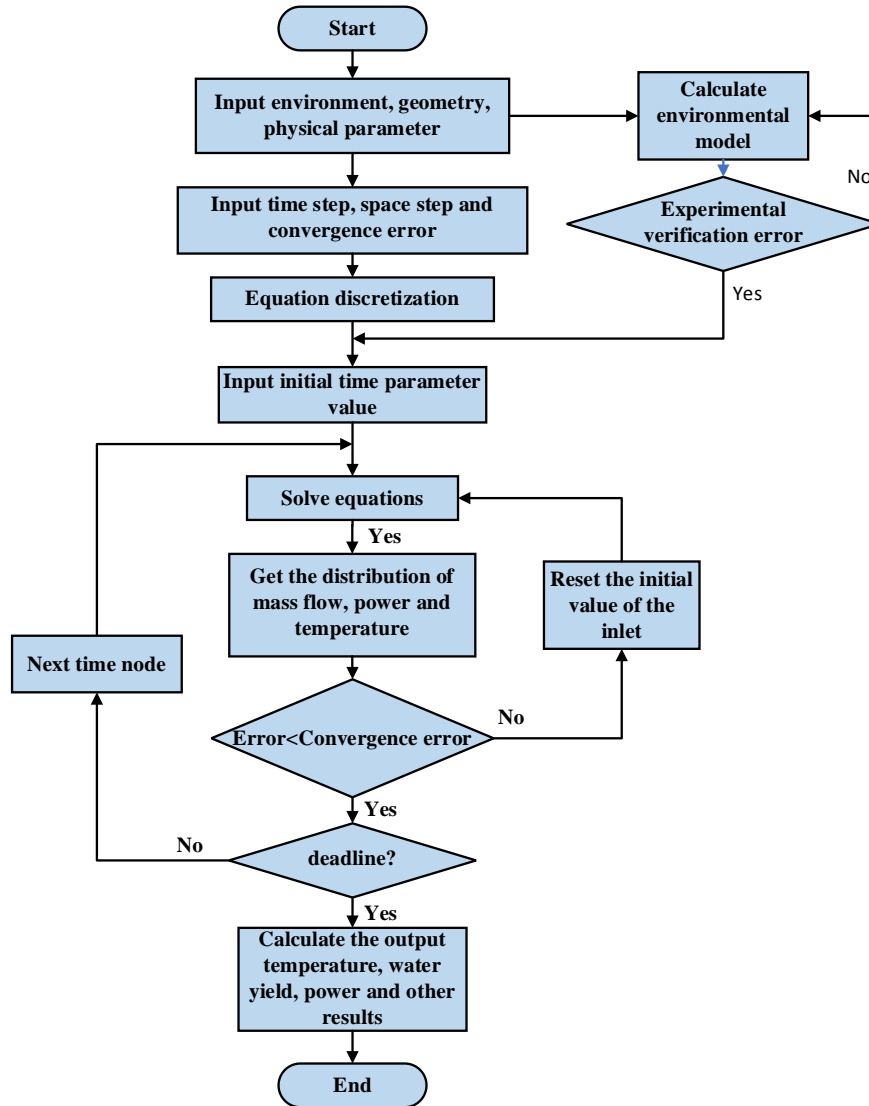 Start
Input environment, geometry,
physical parameter
Calculate
environmental
model
No
Input time step, space step and
convergence error
Experimental
verification error
Equation discretization
Yes
Input initial time parameter
value
Solve equations
Yes
Get the distribution of
mass flow, power and
temperature
Reset the initial
value of the
inlet
Next time node
Error<Convergence error
No
Yes
No
deadline?
Yes
Calculate the output
temperature, water
yield, power and other
results
End